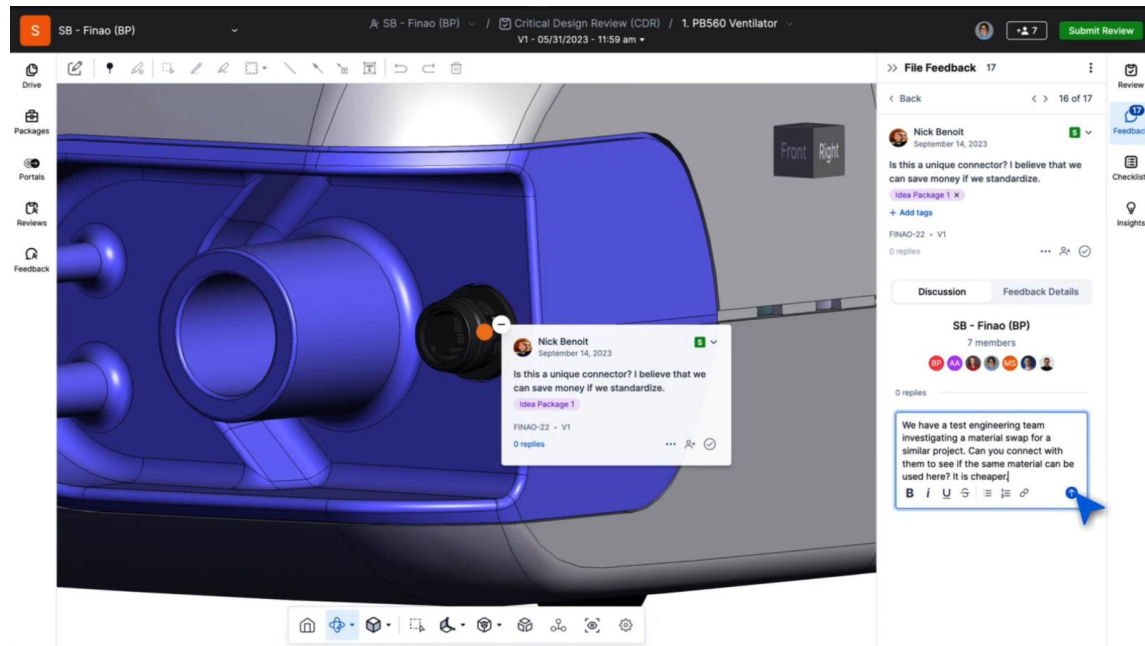 S SB - Finao (BP)
SB - Finao (BP) / Critical Design Review (CDR) / 1. PB560 Ventilator
V1 - 05/31/2023 - 11:59 am
7
Submit Review
Drive
Packages
Portals
Reviews
Feedback
T
Front Right
Nick Benoit
$
September 14, 2023
Is this a unique connector? I believe that we
can save money if we standardize.
Idea Package 1
FINAO-22 • V1
0 replies
File Feedback 17
< Back
< > 16 of 17
Nick Benoit
$
September 14, 2023
Is this a unique connector? I believe that we
can save money if we standardize.
Idea Package 1 ×
+ Add tags
FINAO-22 • V1
0 replies
Discussion Feedback Details
SB - Finao (BP)
7 members
BP AA MS
0 replies
We have a test engineering team
investigating a material swap for a
similar project. Can you connect with
them to see if the same material can be
used here? It is cheaper.
B i U S
Review
17
Feedback
Checklist
Insights